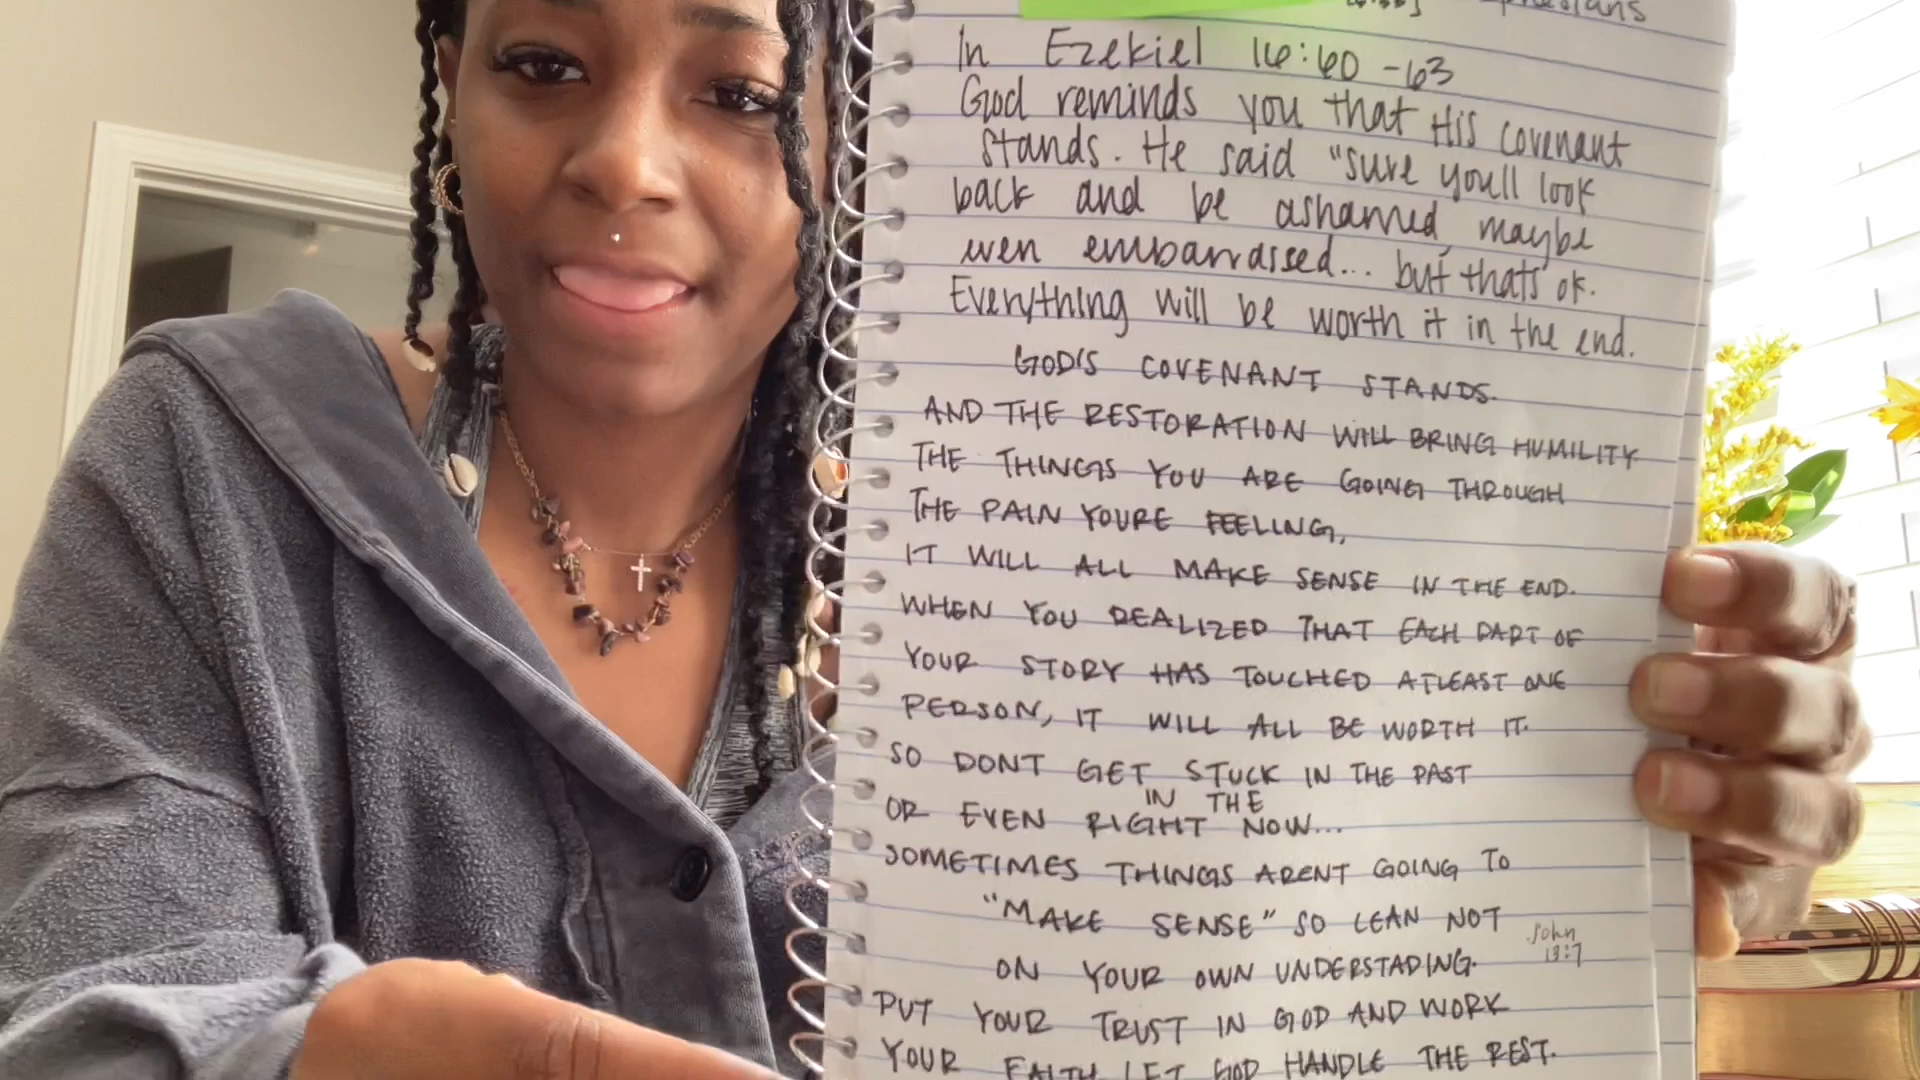 In Ezekiel 16:60-63
God reminds you that His covenant
stands. He said "sure youll look
back and be ashamed, maybe
even embarrassed... but thats ok.
Everything will be worth it in the end.
GOD'S COVENANT STANDS.
AND THE RESTORATION WILL BRING HUMILITY
THE THINGS YOU ARE GOING THROUGH
THE PAIN YOURE FEELING,
IT WILL ALL MAKE SENSE IN THE END.
WHEN YOU REALIZED THAT EACH PART OF
YOUR STORY HAS TOUCHED ATLEAST ONE
PERSON, IT WILL ALL BE WORTH IT.
SO DONT GET STUCK IN THE PAST
IN THE
OR EVEN RIGHT NOW...
SOMETIMES THINGS ARENT GOING TO
"MAKE SENSE" SO LEAN NOT
John
13:7
ON YOUR OWN UNDERSTADING.
PUT YOUR TRUST IN GOD AND WORK
YOUR FAITH LET GOD HANDLE THE REST.